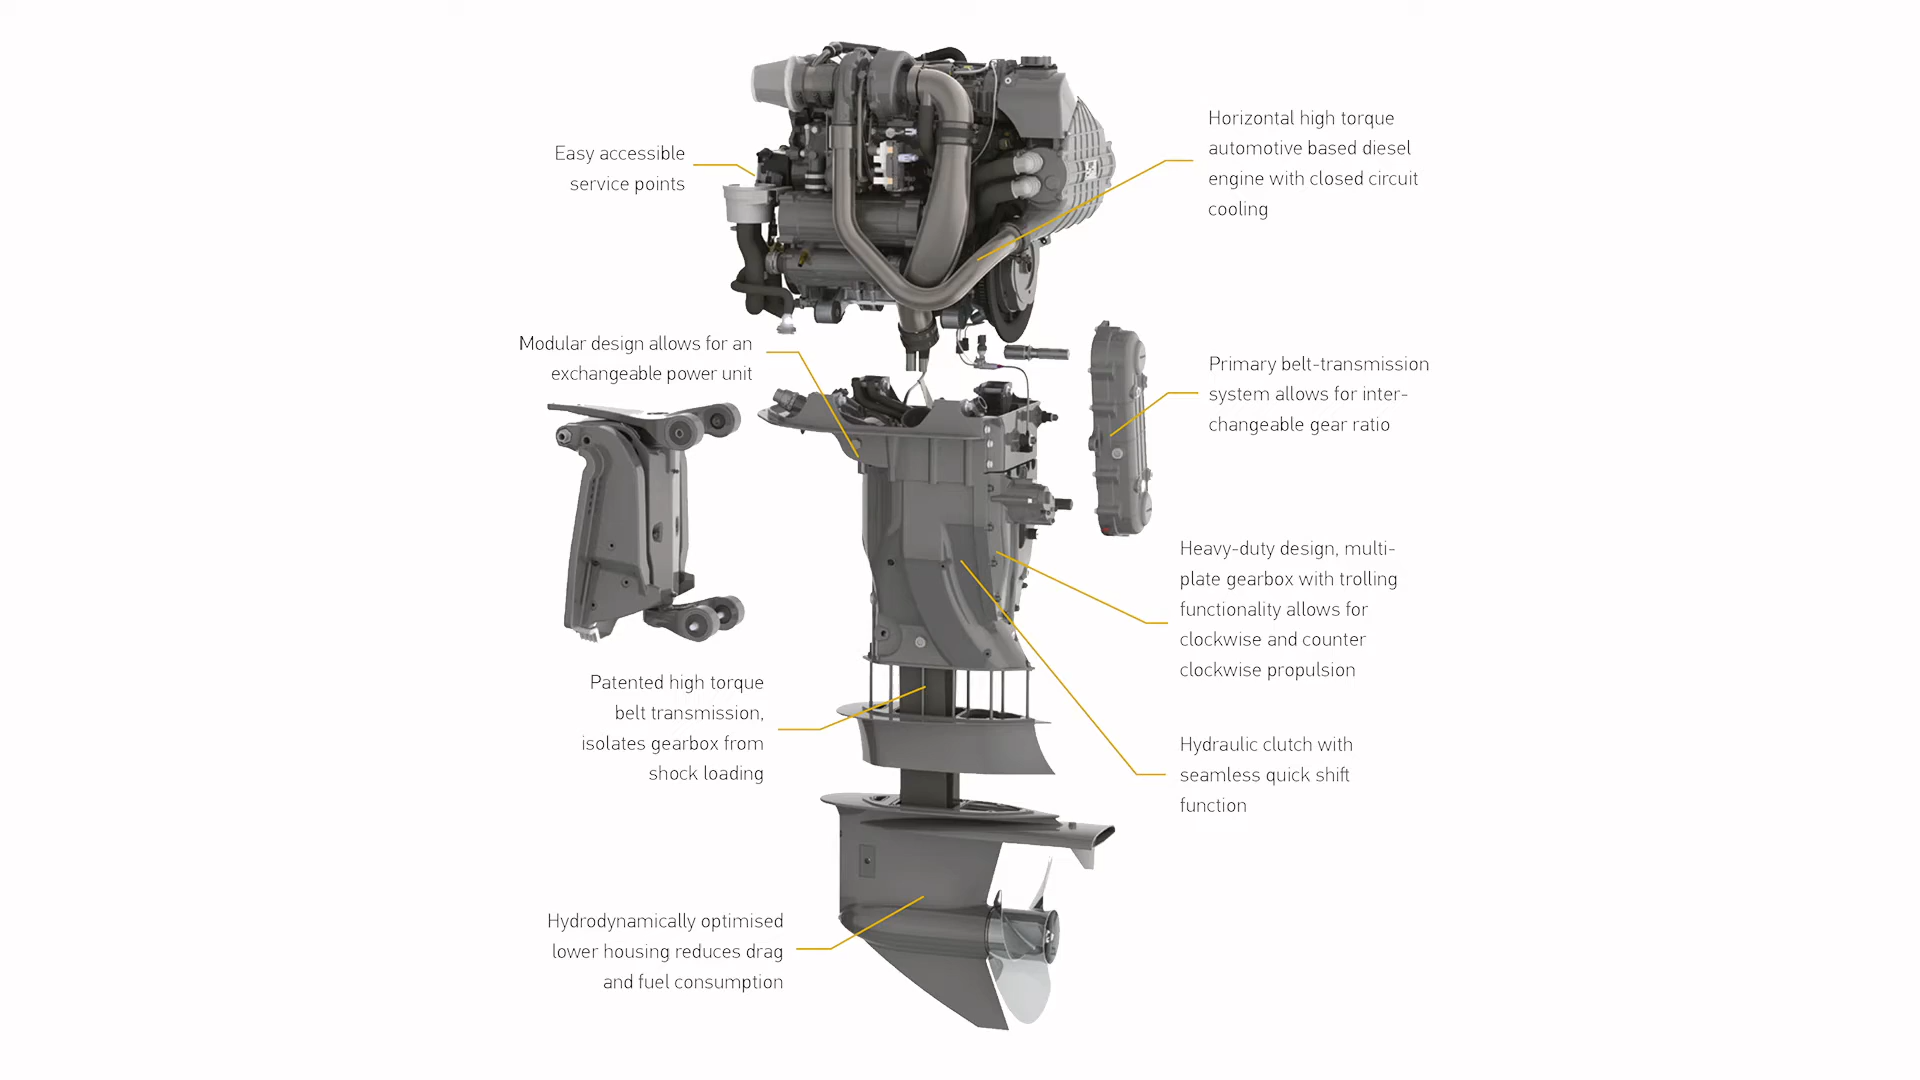 Easy accessible
service points
Horizontal high torque
automotive based diesel
engine with closed circuit
cooling
Modular design allows for an
exchangeable power unit
Primary belt-transmission
system allows for inter-
changeable gear ratio
Heavy-duty design, multi-
plate gearbox with trolling
functionality allows for
clockwise and counter
clockwise propulsion
Patented high torque
belt transmission,
isolates gearbox from
shock loading
Hydraulic clutch with
seamless quick shift
function
Hydrodynamically optimised
lower housing reduces drag
and fuel consumption